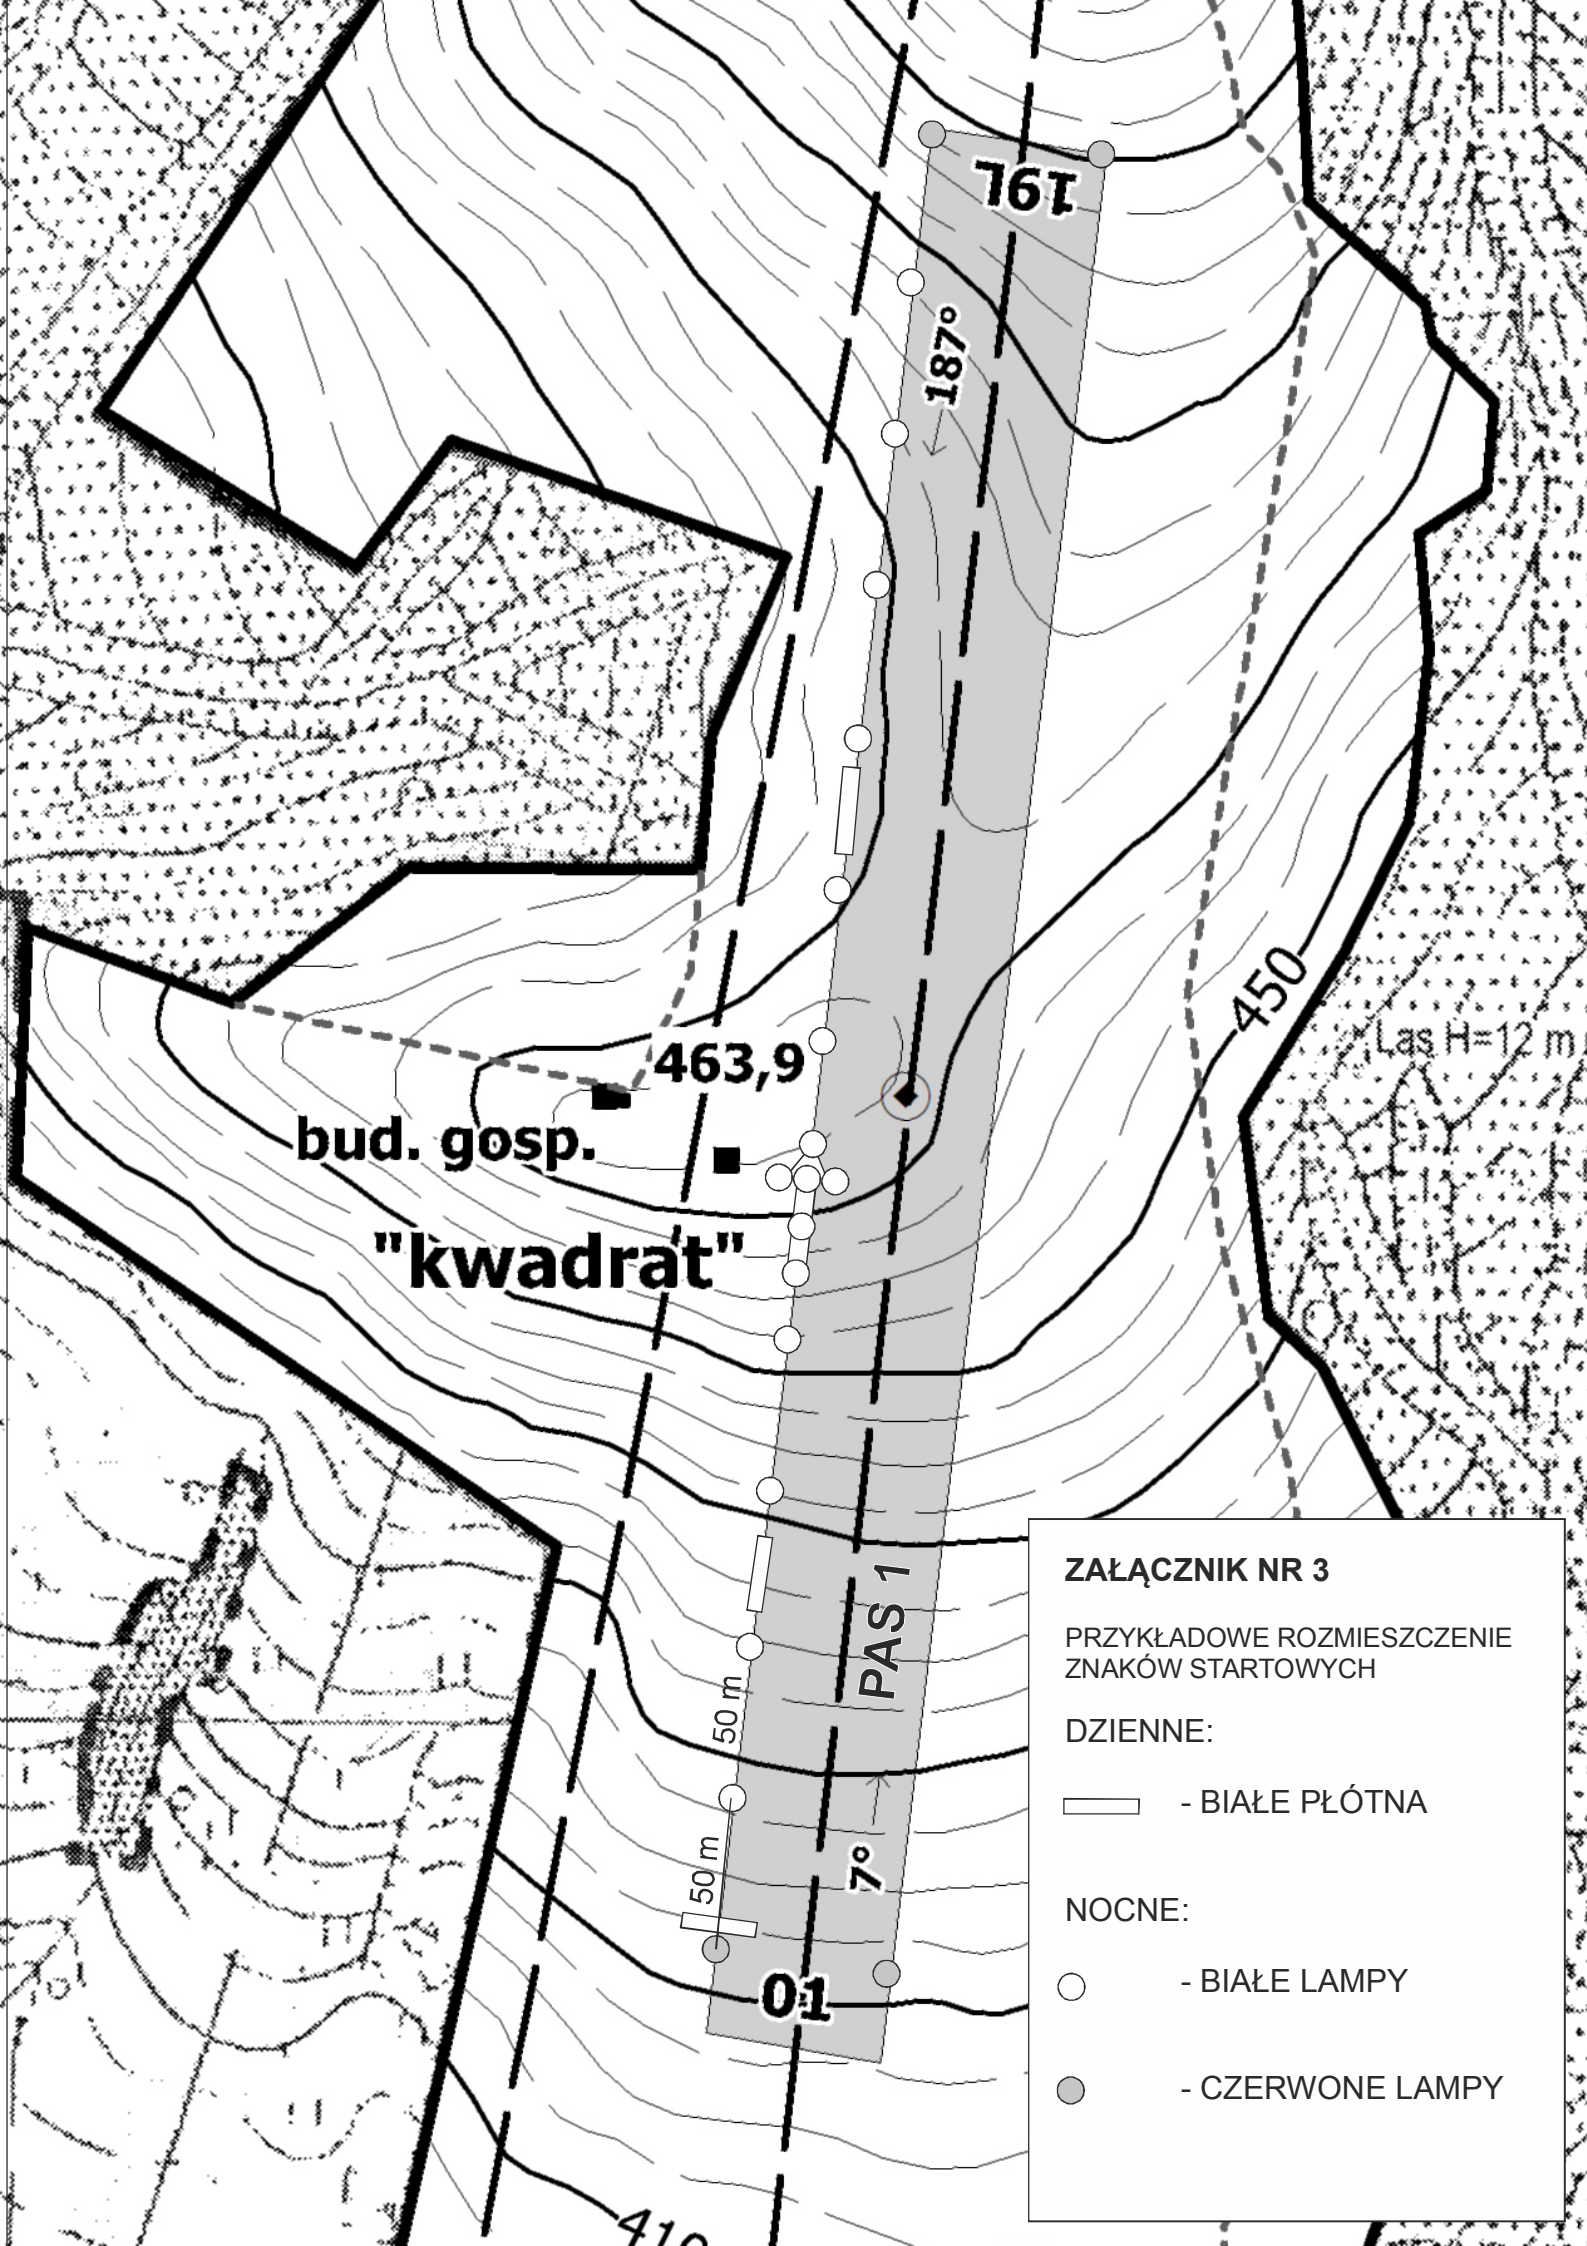 19L
187°
450
Las H=12 m
463,9
bud. gosp.
"kwadrat"
PAS 1
50 m
7°
50 m
01
410
ZAŁĄCZNIK NR 3
PRZYKŁADOWE ROZMIESZCZENIE
ZNAKÓW STARTOWYCH
DZIENNE:
- BIAŁE PŁÓTNA
NOCNE:
- BIAŁE LAMPY
- CZERWONE LAMPY